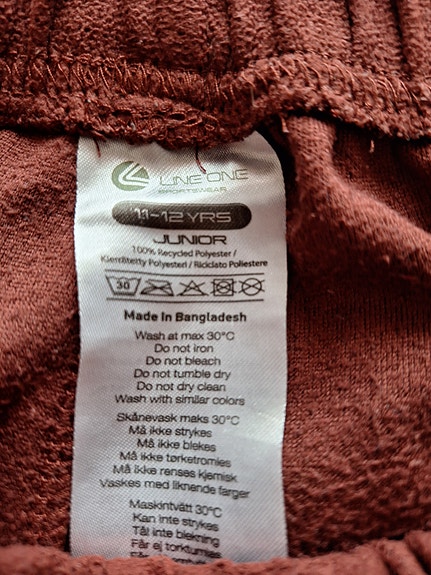 LINE ONE
SPORTSWEAR
11-12 YRS
JUNIOR
100% Recycled Polyester /
Kierrätetty Polyesteri / Riciclato Poliestere
30
Made In Bangladesh
Wash at max 30°C
Do not iron
Do not bleach
Do not tumble dry
Do not dry clean
Wash with similar colors
Skånevask maks 30°C
Må ikke strykes
Må ikke blekes
Må ikke tørketromies
Må ikke renses kjemisk
Vaskes med liknende farger
Maskintvätt 30°C
Kan inte strykas
Tål inte blekning
Får ej torktumlas